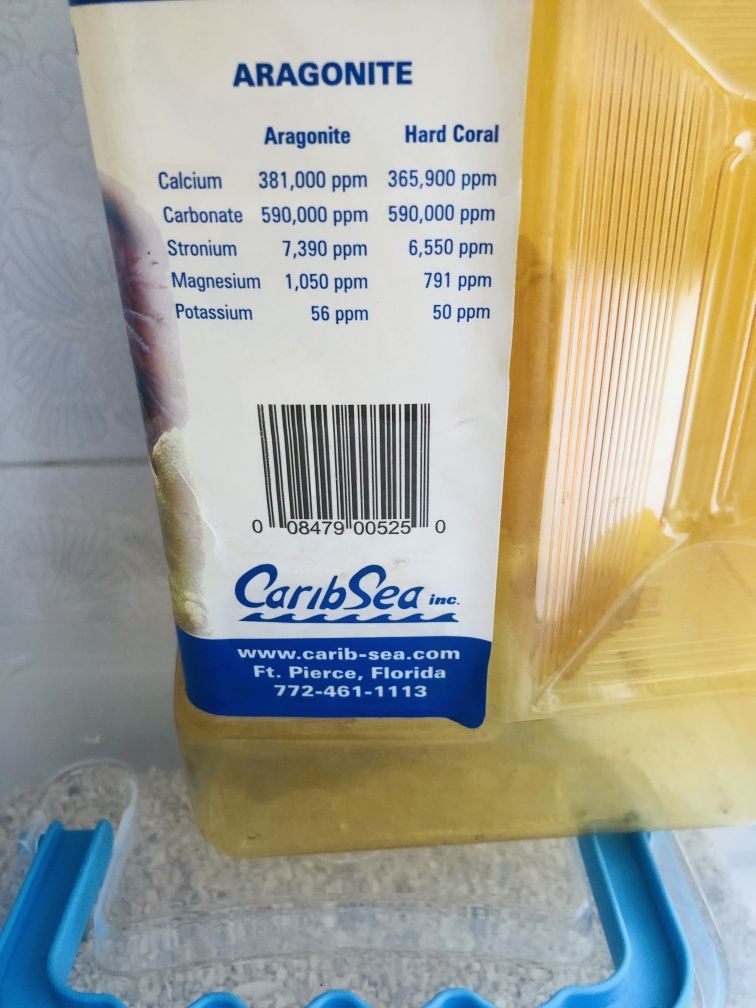 ARAGONITE
Aragonite Hard Coral
Calcium 381,000 ppm 365,900 ppm
Carbonate 590,000 ppm 590,000 ppm
Stronium 7,390 ppm 6,550 ppm
Magnesium 1,050 ppm 791 ppm
Potassium 56 ppm 50 ppm
0 08479 00525 0
CaribSea inc.
www.carib-sea.com
Ft. Pierce, Florida
772-461-1113